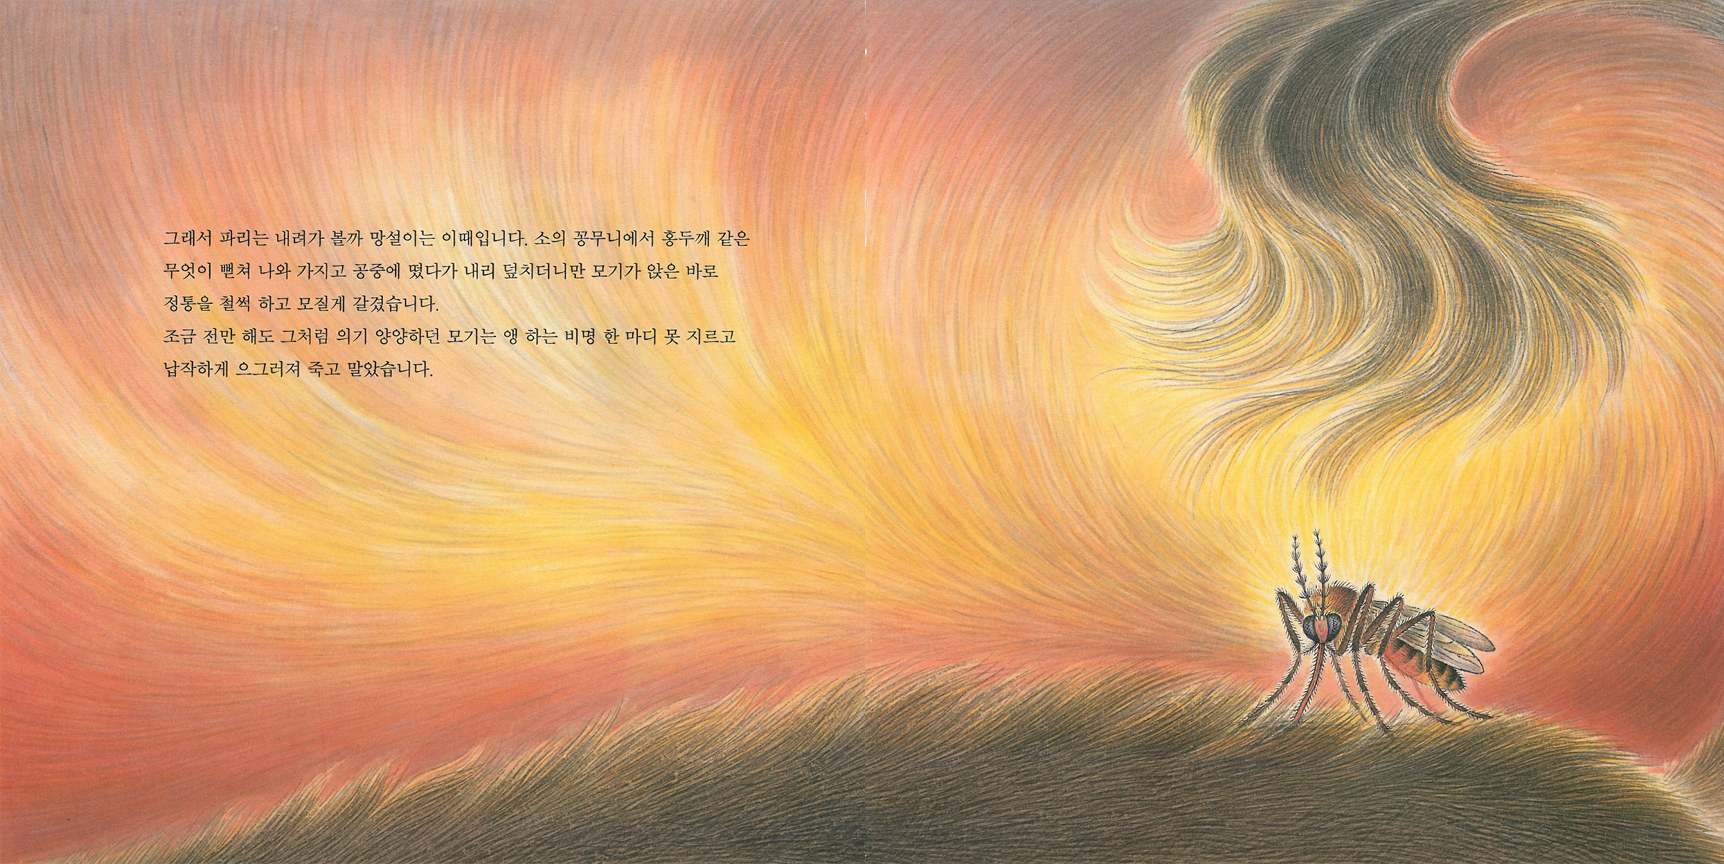 그래서 파리는 내려가 볼까 망설이는 이때입니다. 소의 꽁무니에서 홍두깨 같은
무엇이 뻗쳐 나와 가지고 공중에 떴다가 내리 덮치더니만 모기가 앉은 바로
정통을 철썩 하고 모질게 갈겼습니다.
조금 전만 해도 그처럼 의기 양양하던 모기는 앵 하는 비명 한 마디 못 지르고
납작하게 으그러져 죽고 말았습니다.